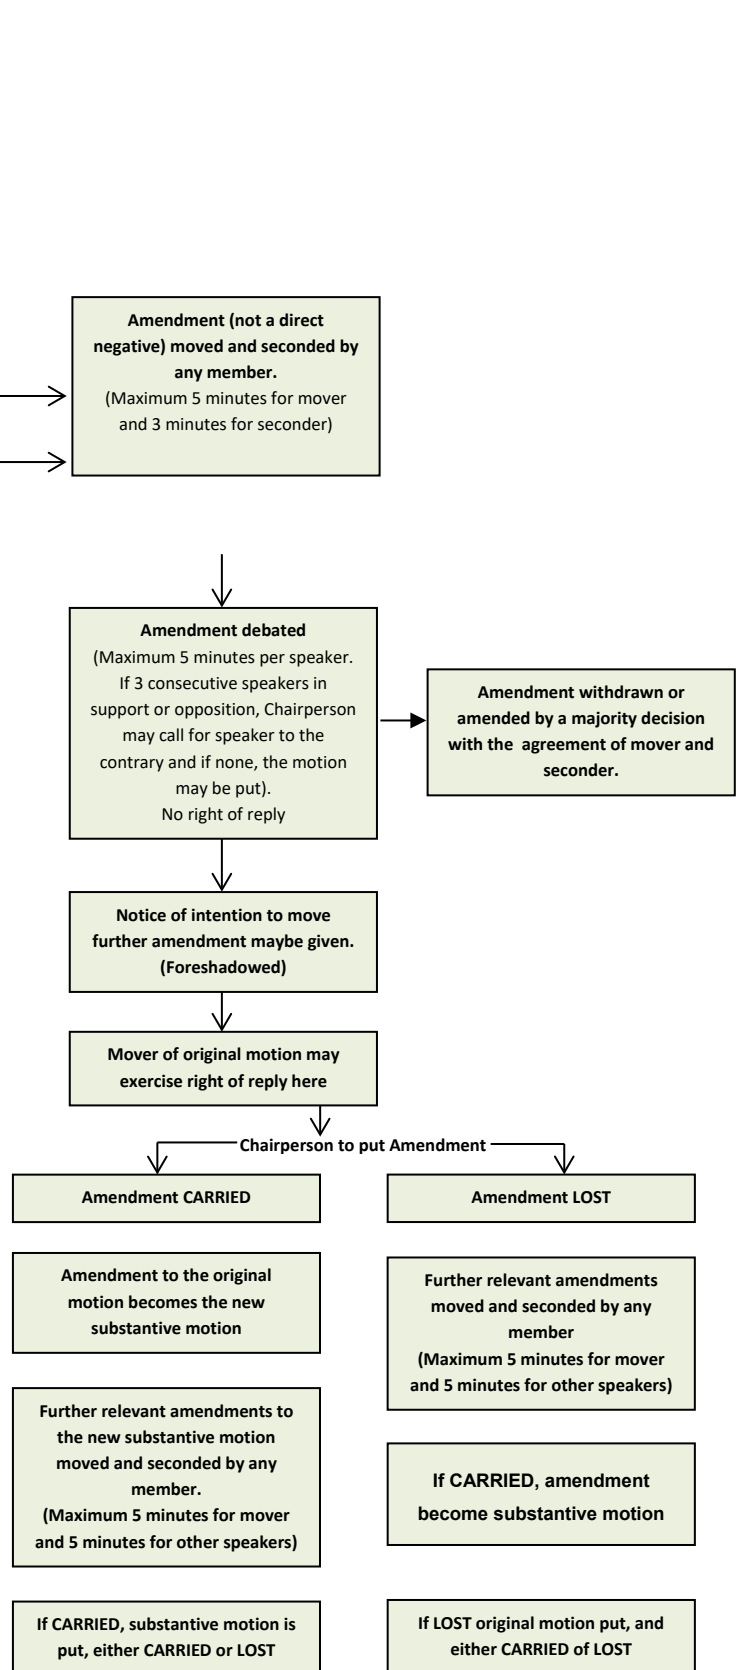 Amendment (not a direct
negative) moved and seconded by
any member.
(Maximum 5 minutes for mover
and 3 minutes for seconder)
Amendment debated
(Maximum 5 minutes per speaker.
If 3 consecutive speakers in
support or opposition, Chairperson
may call for speaker to the
contrary and if none, the motion
may be put).
No right of reply
Amendment withdrawn or
amended by a majority decision
with the agreement of mover and
seconder.
Notice of intention to move
further amendment maybe given.
(Foreshadowed)
Mover of original motion may
exercise right of reply here
Chairperson to put Amendment
Amendment CARRIED
Amendment to the original
motion becomes the new
substantive motion
Further relevant amendments to
the new substantive motion
moved and seconded by any
member.
(Maximum 5 minutes for mover
and 5 minutes for other speakers)
If CARRIED, substantive motion is
put, either CARRIED or LOST
Amendment LOST
Further relevant amendments
moved and seconded by any
member
(Maximum 5 minutes for mover
and 5 minutes for other speakers)
If CARRIED, amendment
become substantive motion
If LOST original motion put, and
either CARRIED of LOST